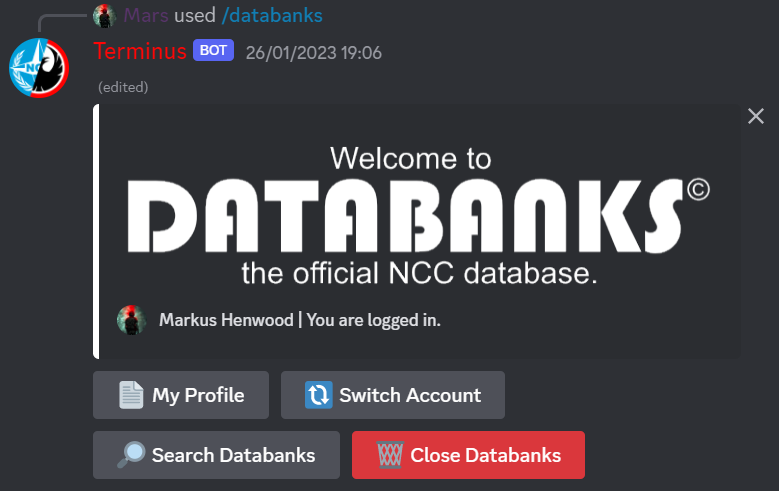 Mars used /databanks
Terminus BOT 26/01/2023 19:06
(edited)
Welcome to
DATABANKS©
the official NCC database.
Markus Henwood | You are logged in.
My Profile
Switch Account
Search Databanks
Close Databanks